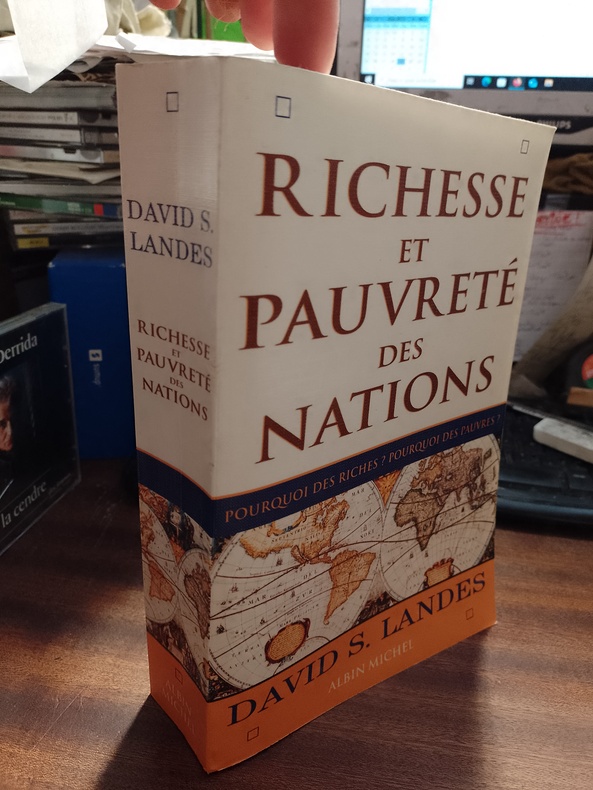 DAVID S.
LANDES
RICHESSE
ET
PAUVRETÉ
DES
NATIONS
RICHESSE
ET
PAUVRETÉ
DES
NATIONS
POURQUOI DES RICHES ? POURQUOI DES PAUVRES ?
DAVID S. LANDES
ALBIN MICHEL
ALBIN
MICHEL
Derrida
la cendre
PHILIPS